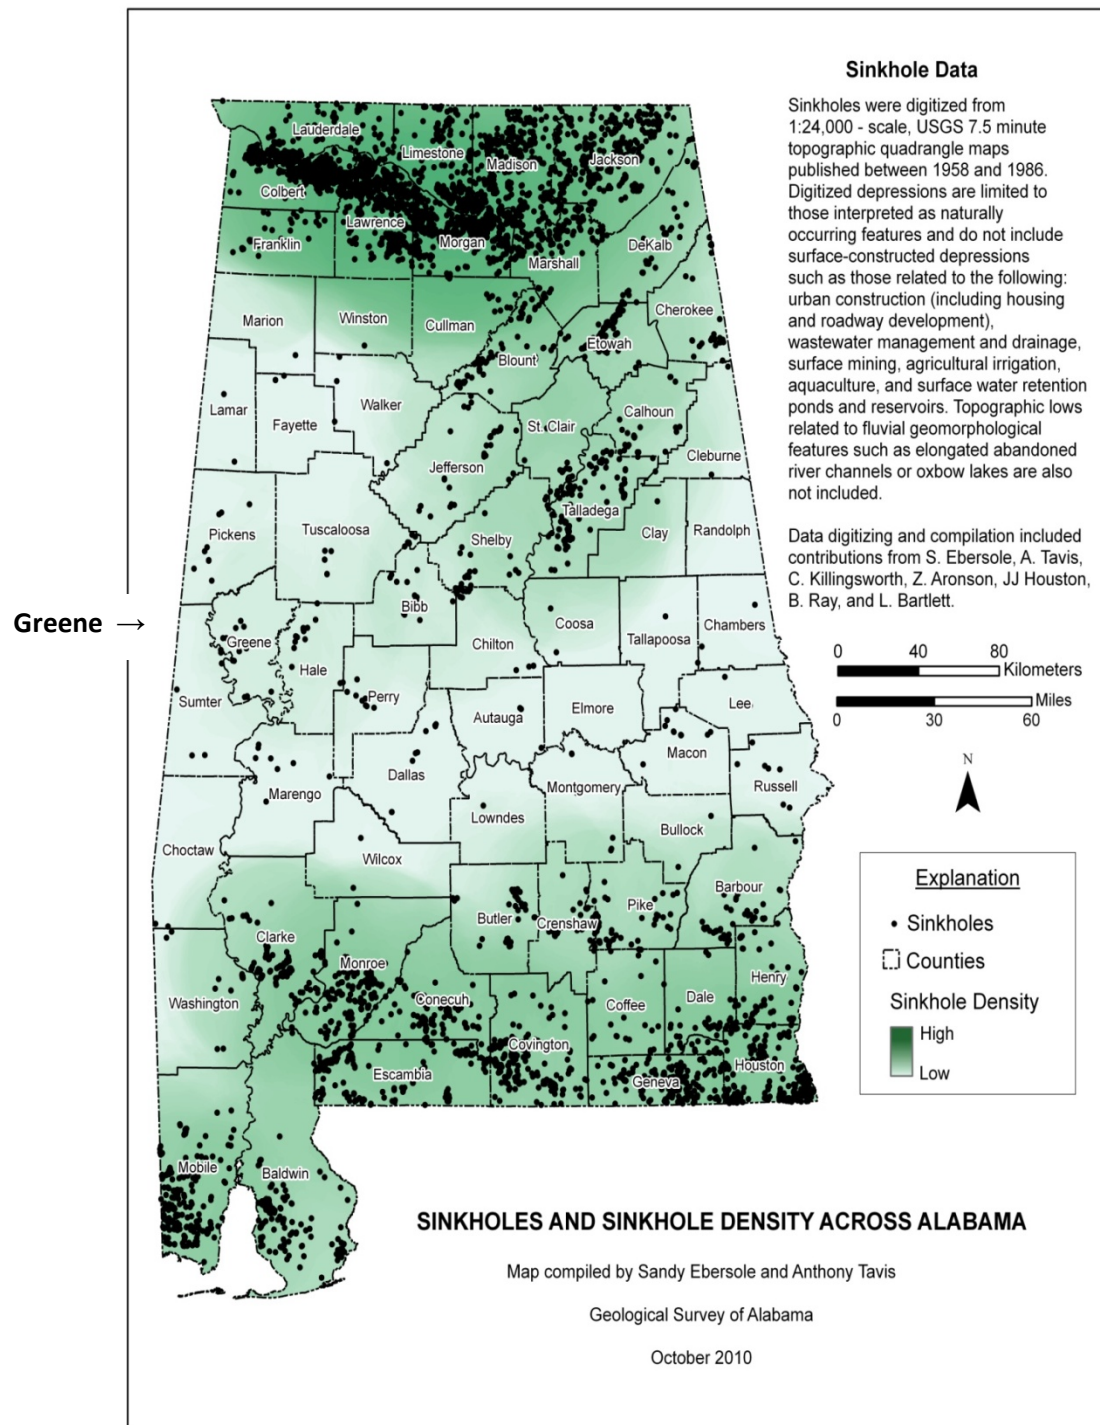 Sinkhole Data
Sinkholes were digitized from
1:24,000 - scale, USGS 7.5 minute
topographic quadrangle maps
published between 1958 and 1986.
Digitized depressions are limited to
those interpreted as naturally
occurring features and do not include
surface-constructed depressions
such as those related to the following:
urban construction (including housing
and roadway development),
wastewater management and drainage,
surface mining, agricultural irrigation,
aquaculture, and surface water retention
ponds and reservoirs. Topographic lows
related to fluvial geomorphological
features such as elongated abandoned
river channels or oxbow lakes are also
not included.
Data digitizing and compilation included
contributions from S. Ebersole, A. Tavis,
C. Killingsworth, Z. Aronson, JJ Houston,
B. Ray, and L. Bartlett.
Lauderdale
Limestone
Madison
Jackson
Colbert
Lawrence
Franklin
Morgan
Marshall
DeKalb
Marion
Winston
Cullman
Cherokee
Etowah
Blount
Lamar
Fayette
Walker
St. Clair
Calhoun
Cleburne
Jefferson
Pickens
Tuscaloosa
Shelby
Talladega
Clay
Randolph
Greene →
Greene
Hale
Bibb
Chilton
Coosa
Tallapoosa
Chambers
Sumter
Perry
Autauga
Elmore
Lee
Marengo
Dallas
Lowndes
Montgomery
Macon
Russell
Bullock
Choctaw
Wilcox
Clarke
Butler
Crenshaw
Pike
Barbour
Washington
Monroe
Conecuh
Covington
Coffee
Dale
Henry
Escambia
Geneva
Houston
Mobile
Baldwin
0 40 80
Kilometers
Miles
0 30 60
N
Explanation
Sinkholes
Counties
Sinkhole Density
High
Low
SINKHOLES AND SINKHOLE DENSITY ACROSS ALABAMA
Map compiled by Sandy Ebersole and Anthony Tavis
Geological Survey of Alabama
October 2010